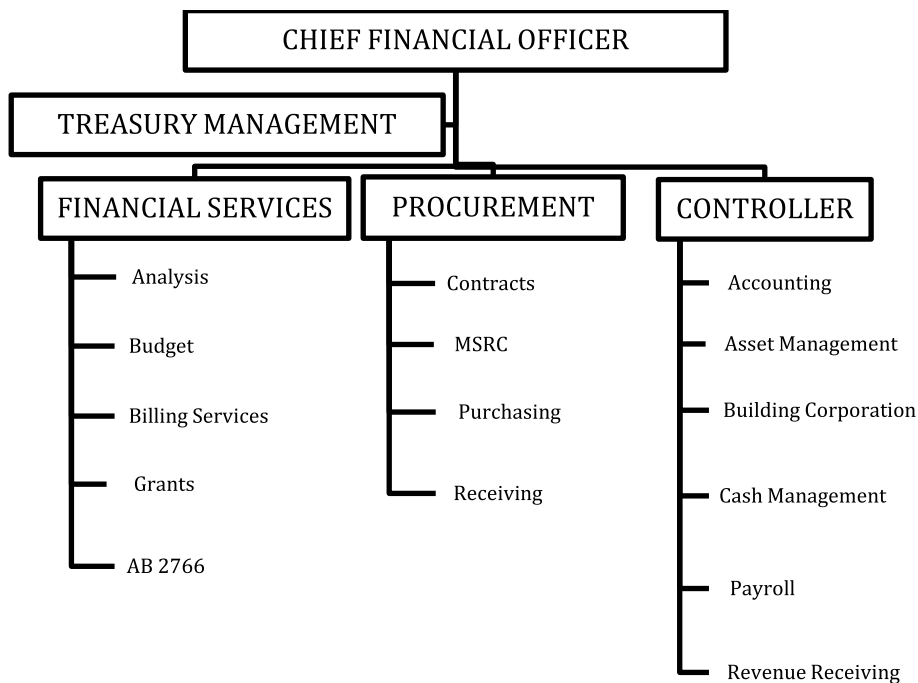 CHIEF FINANCIAL OFFICER
TREASURY MANAGEMENT
FINANCIAL SERVICES
Analysis
Budget
Billing Services
Grants
AB 2766
PROCUREMENT
Contracts
MSRC
Purchasing
Receiving
CONTROLLER
Accounting
Asset Management
Building Corporation
Cash Management
Payroll
Revenue Receiving